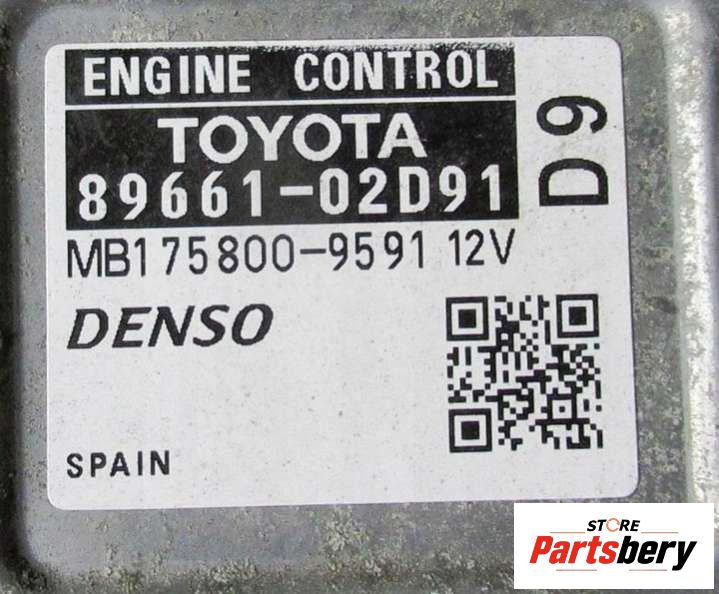 ENGINE CONTROL
TOYOTA
89661-02D91
D9
MB175800-9591 12V
DENSO
SPAIN
STORE
Partsbery